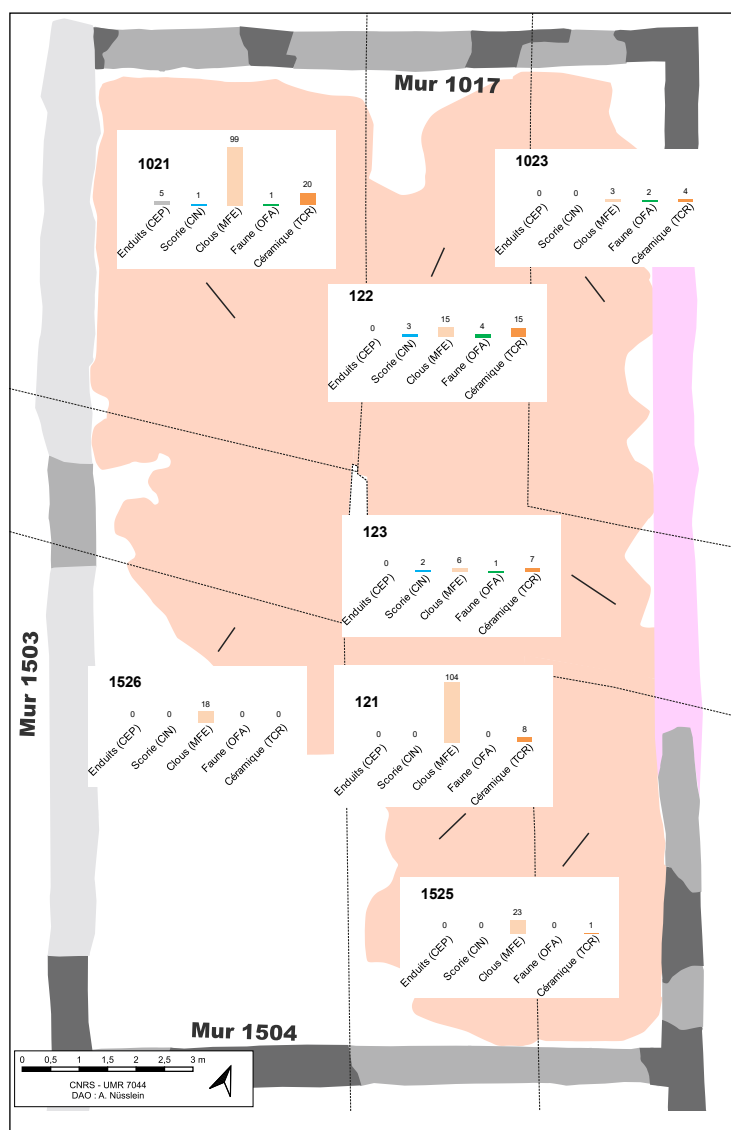 Mur 1017
1021
5
1
99
1
20
Enduits (CEP)
Scorie (CIN)
Clous (MFE)
Faune (OFA)
Céramique (TCR)
1023
0
0
3
2
4
Enduits (CEP)
Scorie (CIN)
Clous (MFE)
Faune (OFA)
Céramique (TCR)
122
0
3
15
4
15
Enduits (CEP)
Scorie (CIN)
Clous (MFE)
Faune (OFA)
Céramique (TCR)
123
0
2
6
1
7
Enduits (CEP)
Scorie (CIN)
Clous (MFE)
Faune (OFA)
Céramique (TCR)
Mur 1503
1526
0
0
18
0
0
Enduits (CEP)
Scorie (CIN)
Clous (MFE)
Faune (OFA)
Céramique (TCR)
121
0
0
104
0
8
Enduits (CEP)
Scorie (CIN)
Clous (MFE)
Faune (OFA)
Céramique (TCR)
1525
0
0
23
0
1
Enduits (CEP)
Scorie (CIN)
Clous (MFE)
Faune (OFA)
Céramique (TCR)
Mur 1504
0 0,5 1 1,5 2 2,5 3 m
CNRS - UMR 7044
DAO : A. Nüsslein